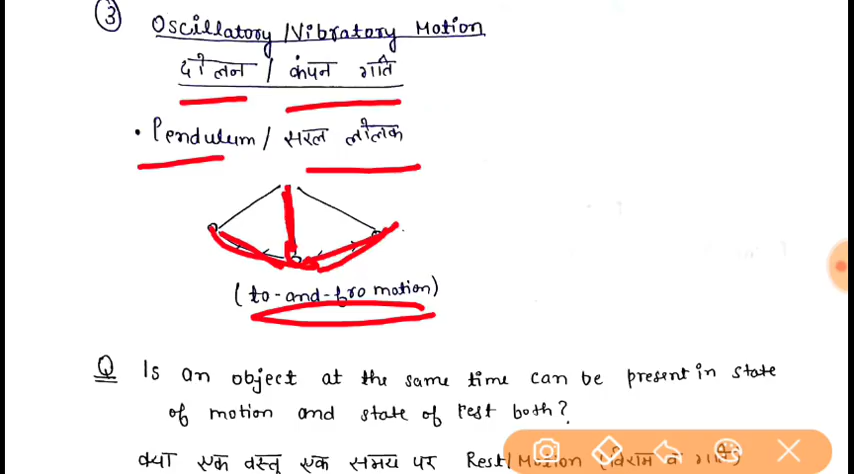 ③ Oscillatory/Vibratory Motion
दोलन / कंपन गति
• Pendulum / सरल लोलक
(to-and-fro motion)
Q Is an object at the same time can be present in state
of motion and state of rest both?
क्या एक वस्तु एक समय पर Rest/Motion विराम व गति